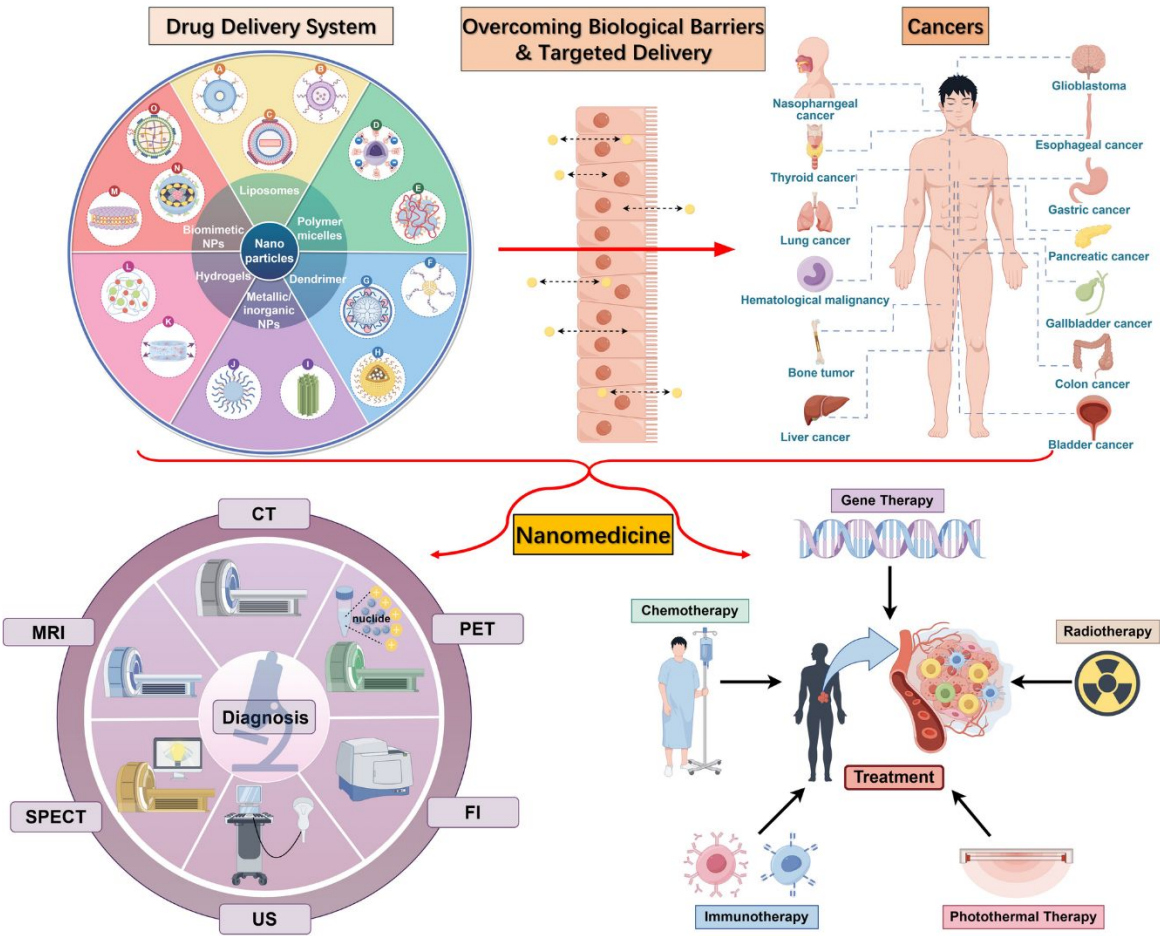 Drug Delivery System
Overcoming Biological Barriers
& Targeted Delivery
Cancers
A
B
C
D
E
F
G
H
I
J
K
L
M
N
O
Liposomes
Polymer
micelles
Dendrimer
Metallic/
inorganic
NPs
Hydrogels
Biomimetic
NPs
Nano
particles
Nasopharngeal
cancer
Thyroid cancer
Lung cancer
Hematological malignancy
Bone tumor
Liver cancer
Glioblastoma
Esophageal cancer
Gastric cancer
Pancreatic cancer
Gallbladder cancer
Colon cancer
Bladder cancer
Nanomedicine
CT
PET
FI
US
SPECT
MRI
nuclide
Diagnosis
Gene Therapy
Chemotherapy
Radiotherapy
Treatment
Immunotherapy
Photothermal Therapy